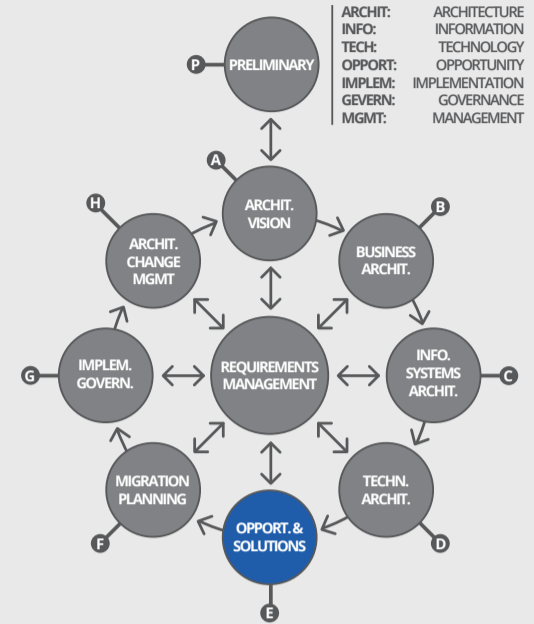 ARCHIT: ARCHITECTURE
INFO: INFORMATION
TECH: TECHNOLOGY
OPPORT: OPPORTUNITY
IMPLEM: IMPLEMENTATION
GEVERN: GOVERNANCE
MGMT: MANAGEMENT
P
PRELIMINARY
A
ARCHIT.
VISION
H
ARCHIT.
CHANGE
MGMT
B
BUSINESS
ARCHIT.
G
IMPLEM.
GOVERN.
REQUIREMENTS
MANAGEMENT
INFO.
SYSTEMS
ARCHIT.
C
MIGRATION
PLANNING
F
TECHN.
ARCHIT.
D
OPPORT. &
SOLUTIONS
E